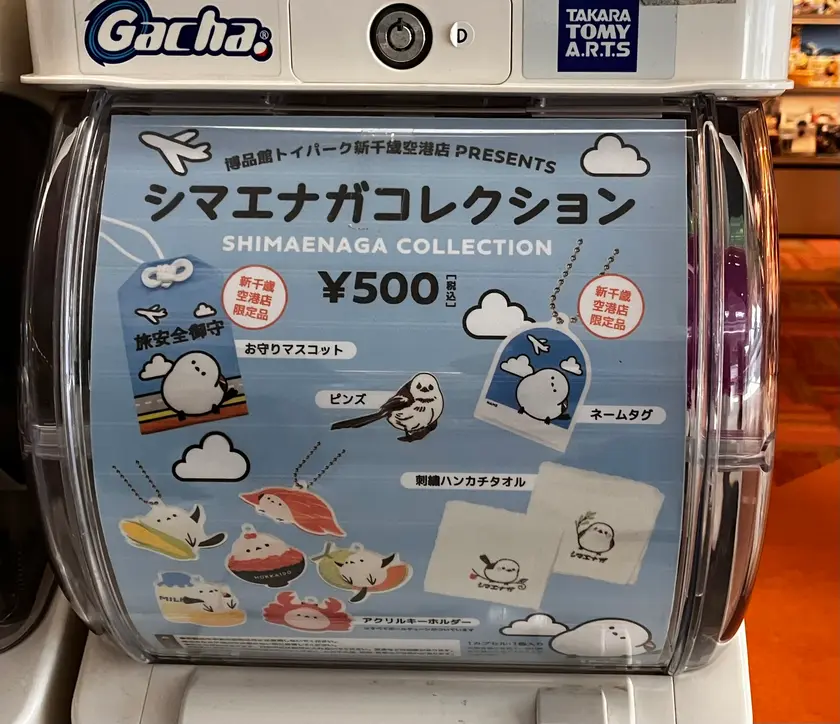 Gacha.®
D
TAKARA
TOMY
A.R.T.S
博品館トイパーク新千歳空港店 PRESENTS
シマエナガコレクション
SHIMAENAGA COLLECTION
¥500[税込]
新千歳
空港店
限定品
新千歳
空港店
限定品
旅安全御守
お守りマスコット
ピンズ
ネームタグ
刺繍ハンカチタオル
シマエナガ
シマエナガ
HOKKAIDO
MILK
アクリルキーホルダー